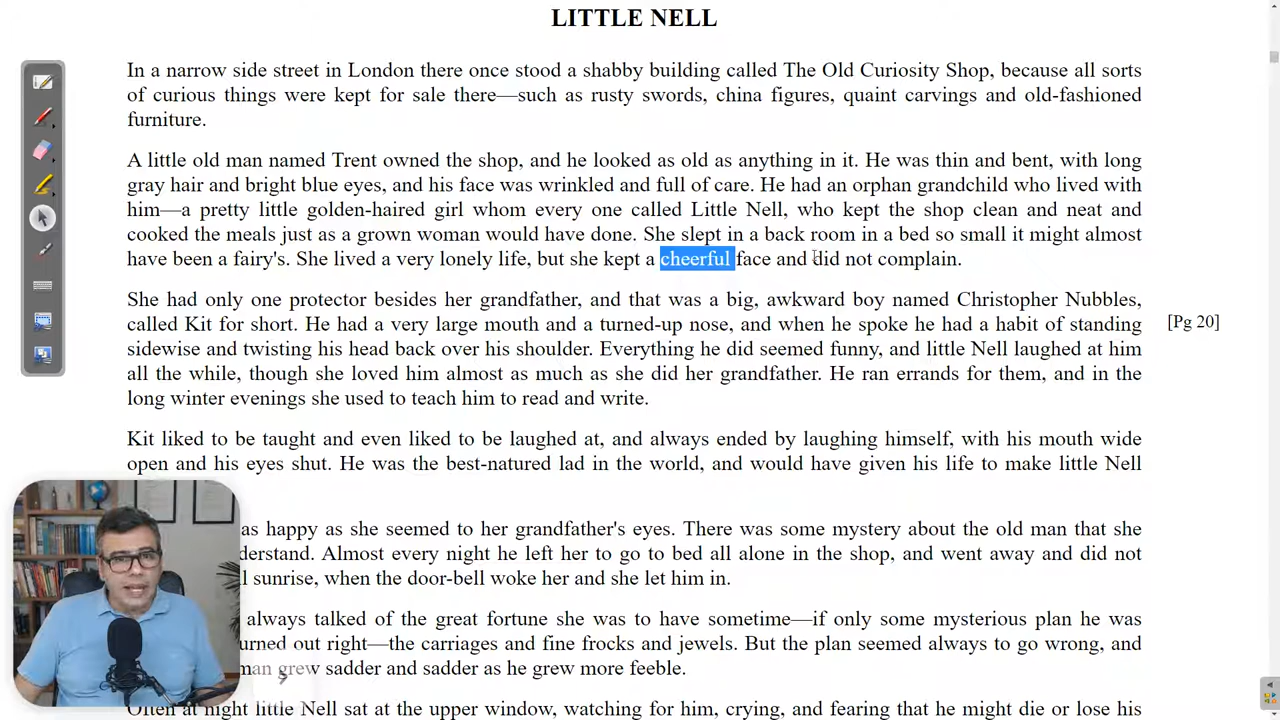 LITTLE NELL
In a narrow side street in London there once stood a shabby building called The Old Curiosity Shop, because all sorts
of curious things were kept for sale there—such as rusty swords, china figures, quaint carvings and old-fashioned
furniture.
A little old man named Trent owned the shop, and he looked as old as anything in it. He was thin and bent, with long
gray hair and bright blue eyes, and his face was wrinkled and full of care. He had an orphan grandchild who lived with
him—a pretty little golden-haired girl whom every one called Little Nell, who kept the shop clean and neat and
cooked the meals just as a grown woman would have done. She slept in a back room in a bed so small it might almost
have been a fairy's. She lived a very lonely life, but she kept a cheerful face and did not complain.
She had only one protector besides her grandfather, and that was a big, awkward boy named Christopher Nubbles,
called Kit for short. He had a very large mouth and a turned-up nose, and when he spoke he had a habit of standing
[Pg 20]
sidewise and twisting his head back over his shoulder. Everything he did seemed funny, and little Nell laughed at him
all the while, though she loved him almost as much as she did her grandfather. He ran errands for them, and in the
long winter evenings she used to teach him to read and write.
Kit liked to be taught and even liked to be laughed at, and always ended by laughing himself, with his mouth wide
open and his eyes shut. He was the best-natured lad in the world, and would have given his life to make little Nell
as happy as she seemed to her grandfather's eyes. There was some mystery about the old man that she
derstand. Almost every night he left her to go to bed all alone in the shop, and went away and did not
l sunrise, when the door-bell woke her and she let him in.
always talked of the great fortune she was to have sometime—if only some mysterious plan he was
urned out right—the carriages and fine frocks and jewels. But the plan seemed always to go wrong, and
man grew sadder and sadder as he grew more feeble.
Often at night little Nell sat at the upper window, watching for him, crying, and fearing that he might die or lose his